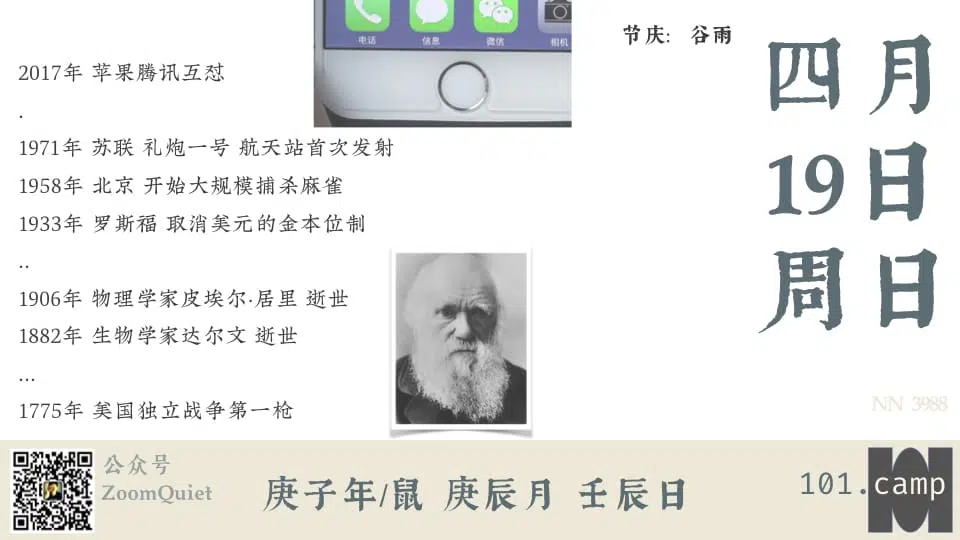 电话 信息 微信 相机
节庆: 谷雨
四月
19日
周日
2017年 苹果腾讯互怼
.
1971年 苏联 礼炮一号 航天站首次发射
1958年 北京 开始大规模捕杀麻雀
1933年 罗斯福 取消美元的金本位制
..
1906年 物理学家皮埃尔·居里 逝世
1882年 生物学家达尔文 逝世
...
1775年 美国独立战争第一枪
NN 3988
公众号
ZoomQuiet
庚子年/鼠 庚辰月 壬辰日
101.camp